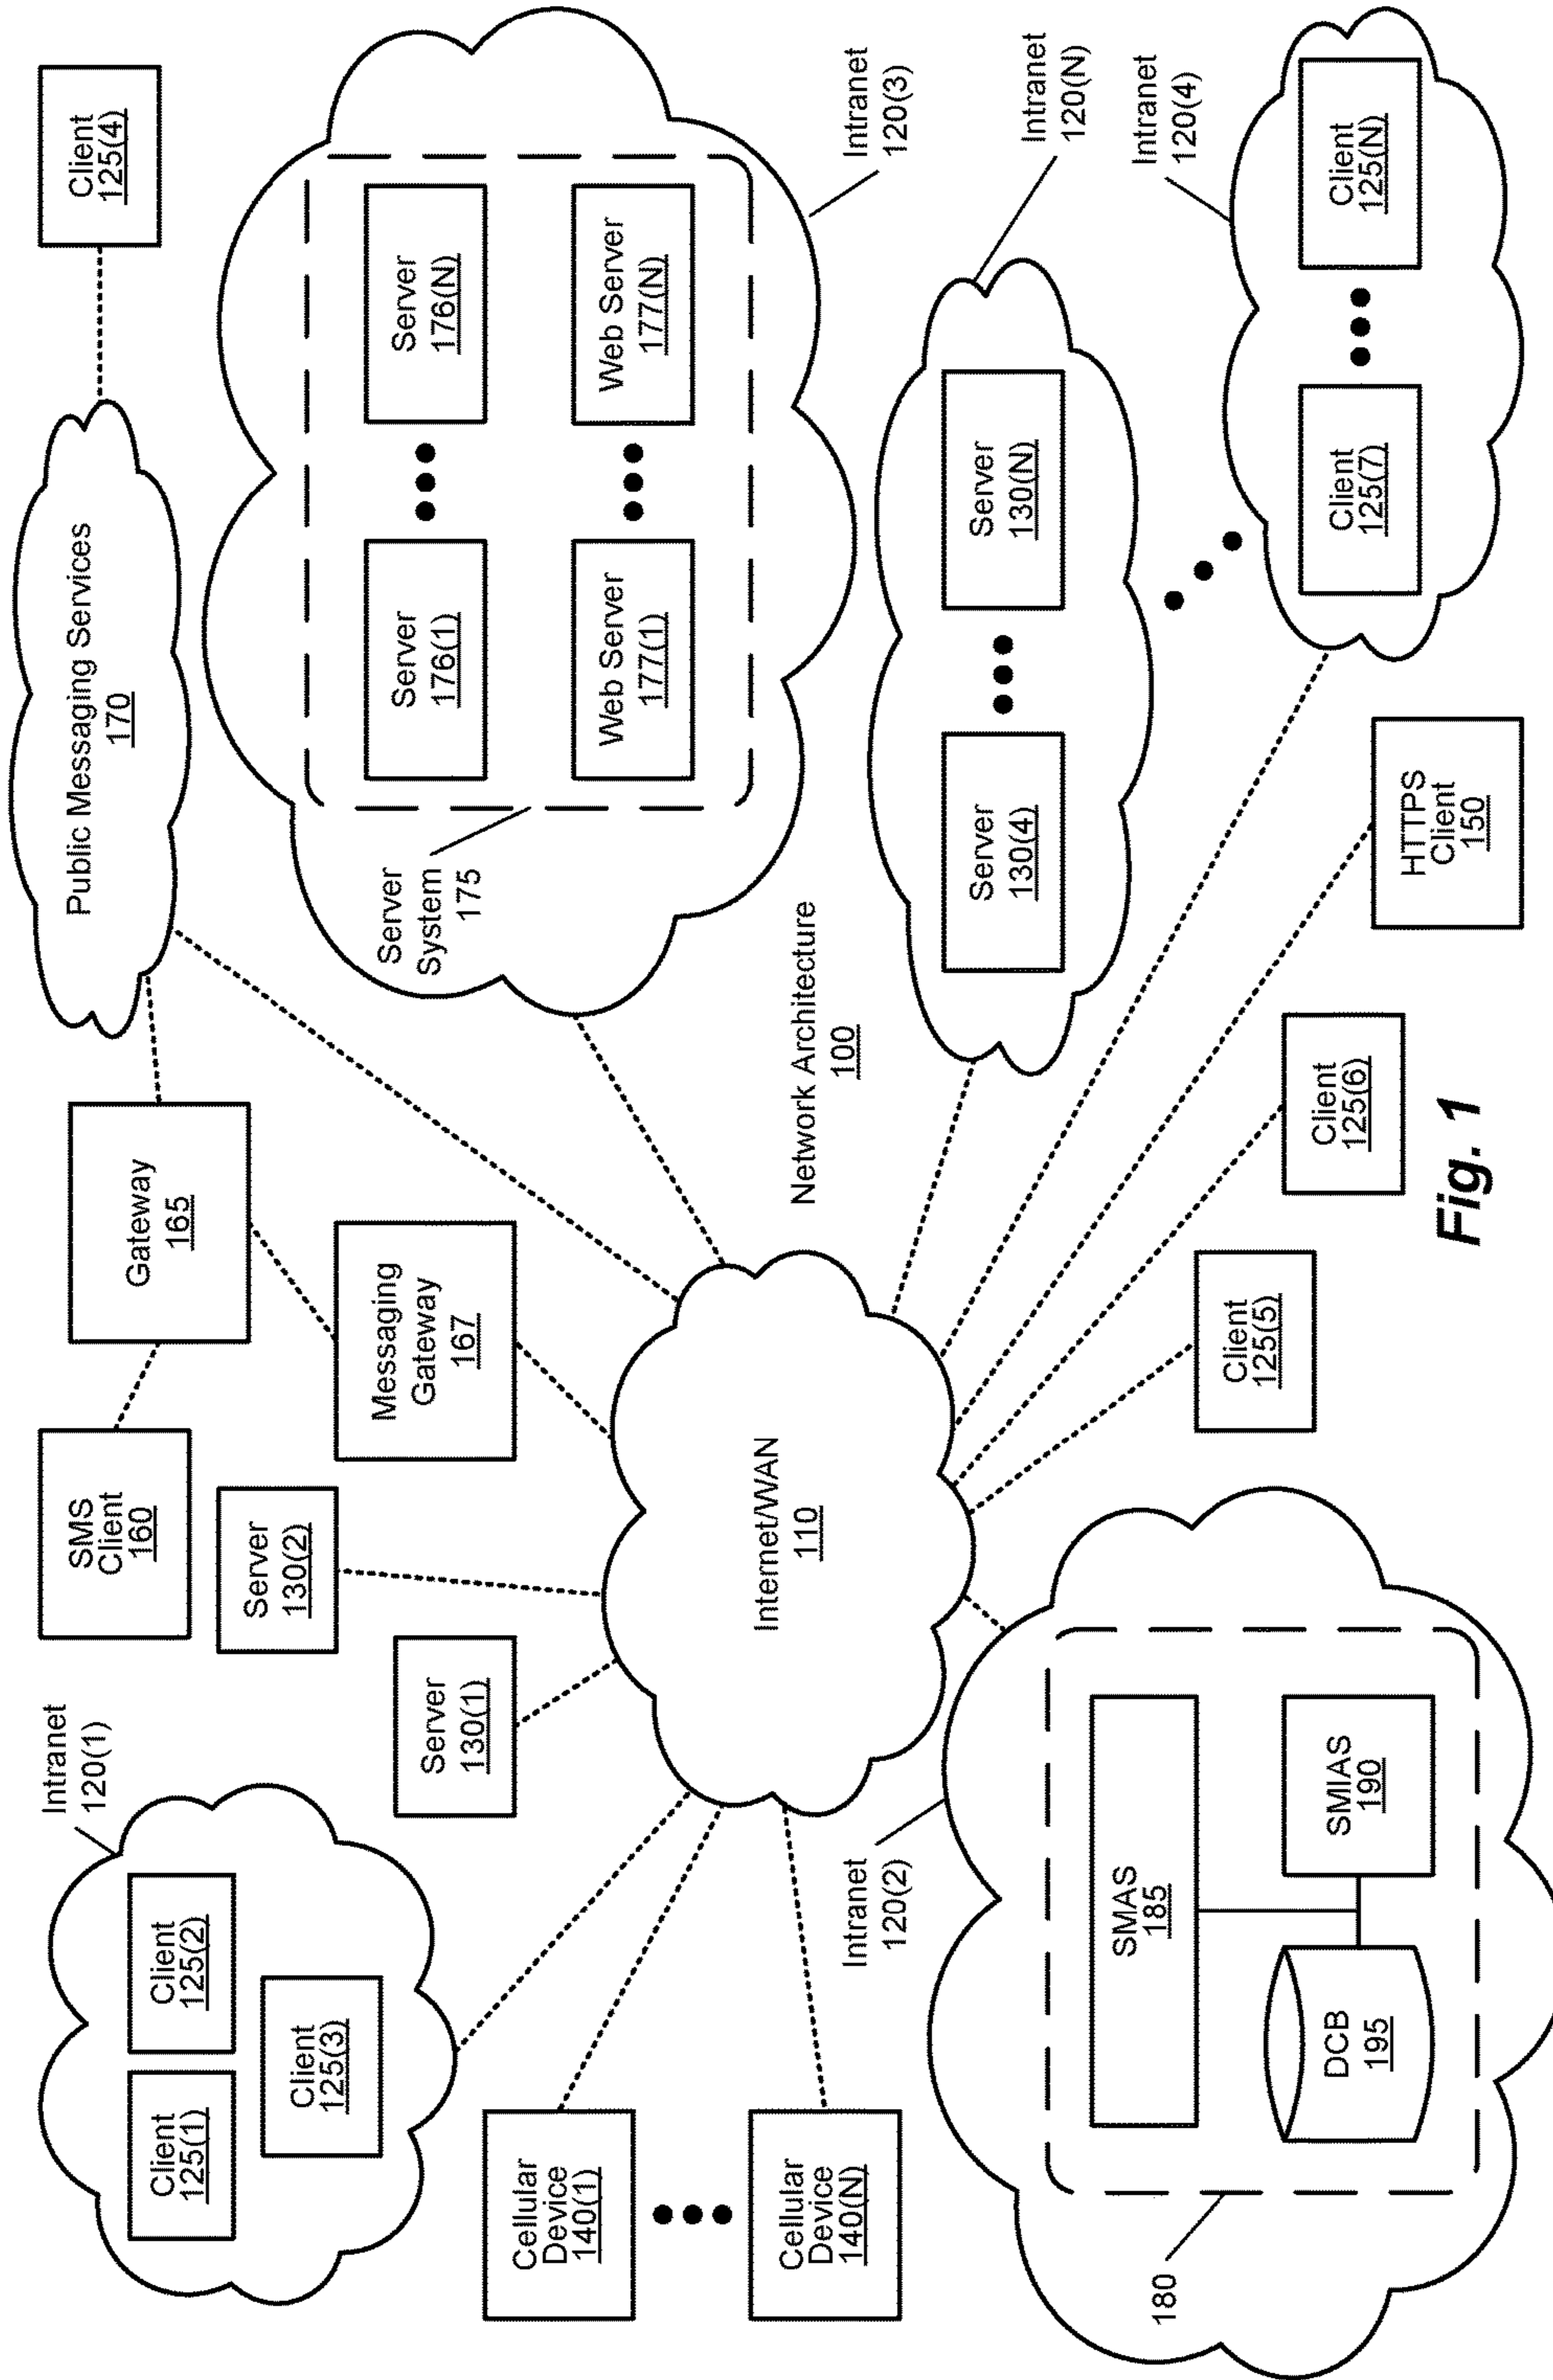 Intranet
120(1)
Client
125(1)
Client
125(2)
Client
125(3)
SMS
Client
160
Server
130(2)
Server
130(1)
Gateway
165
Messaging
Gateway
167
Public Messaging Services
170
Client
125(4)
Server
176(1)
Server
176(N)
Web Server
177(1)
Web Server
177(N)
Server
System
175
Intranet
120(3)
Cellular
Device
140(1)
Cellular
Device
140(N)
Internet/WAN
110
Network Architecture
100
Server
130(4)
Server
130(N)
Intranet
120(N)
Intranet
120(4)
Client
125(7)
Client
125(N)
Intranet
120(2)
180
SMAS
185
SMIAS
190
DCB
195
Client
125(5)
Client
125(6)
HTTPS
Client
150
Fig. 1